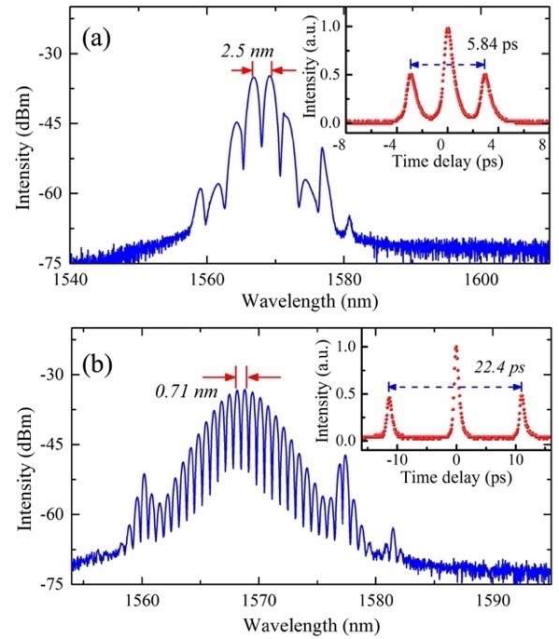 (a)
2.5 nm
5.84 ps
Intensity (a.u.)
1.0
0.5
0.0
-8 -4 0 4 8
Time delay (ps)
Intensity (dBm)
-30
-45
-60
-75
1540 1560 1580 1600
Wavelength (nm)
(b)
0.71 nm
22.4 ps
Intensity (a.u.)
1.0
0.5
0.0
-10 0 10
Time delay (ps)
Intensity (dBm)
-30
-45
-60
-75
1560 1570 1580 1590
Wavelength (nm)